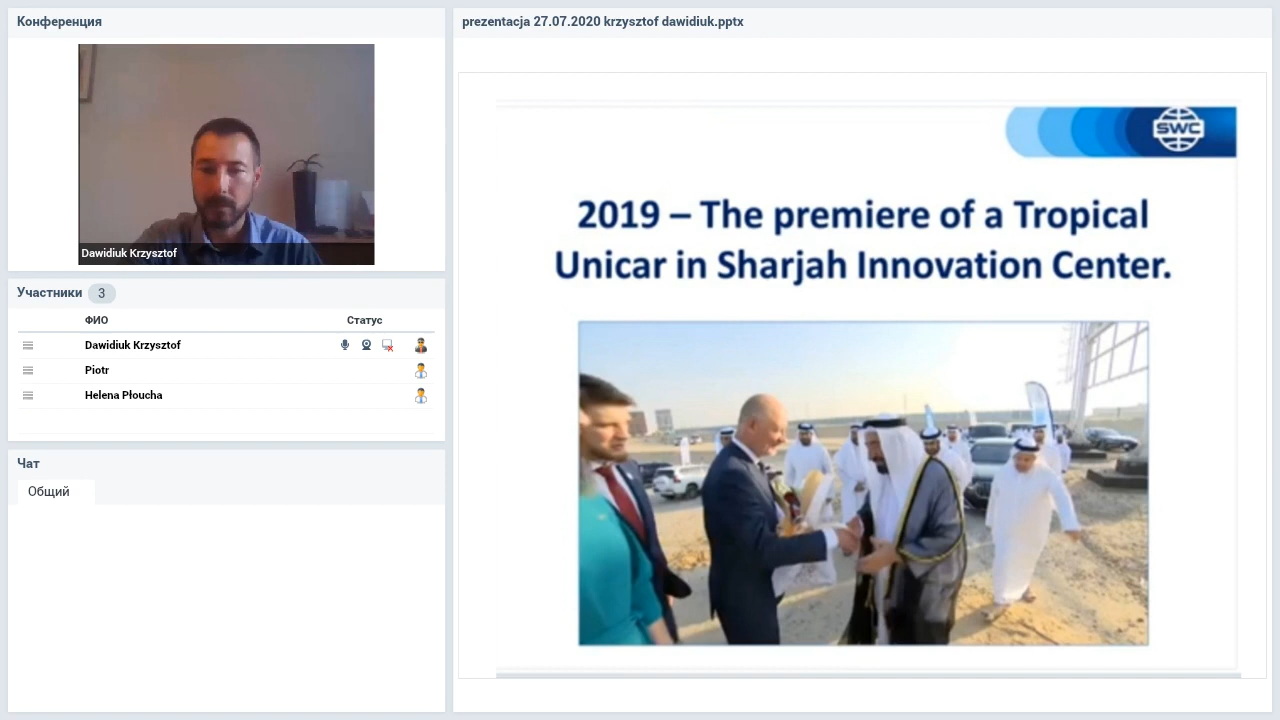 Конференция
Dawidiuk Krzysztof
Участники 3
ФИО Статус
Dawidiuk Krzysztof
Piotr
Helena Płoucha
Чат
Общий
prezentacja 27.07.2020 krzysztof dawidiuk.pptx
SWC
2019 – The premiere of a Tropical
Unicar in Sharjah Innovation Center.